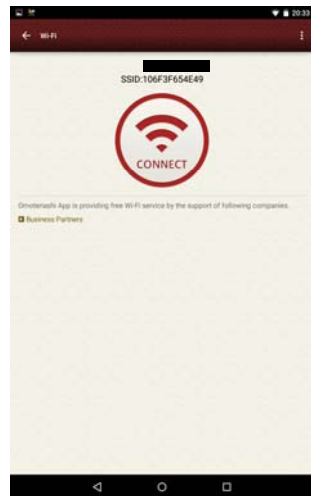 20:33
Wi-Fi
SSID:106F3F654E49
CONNECT
Omotenashi App is providing free Wi-Fi service by the support of following companies.
Business Partners